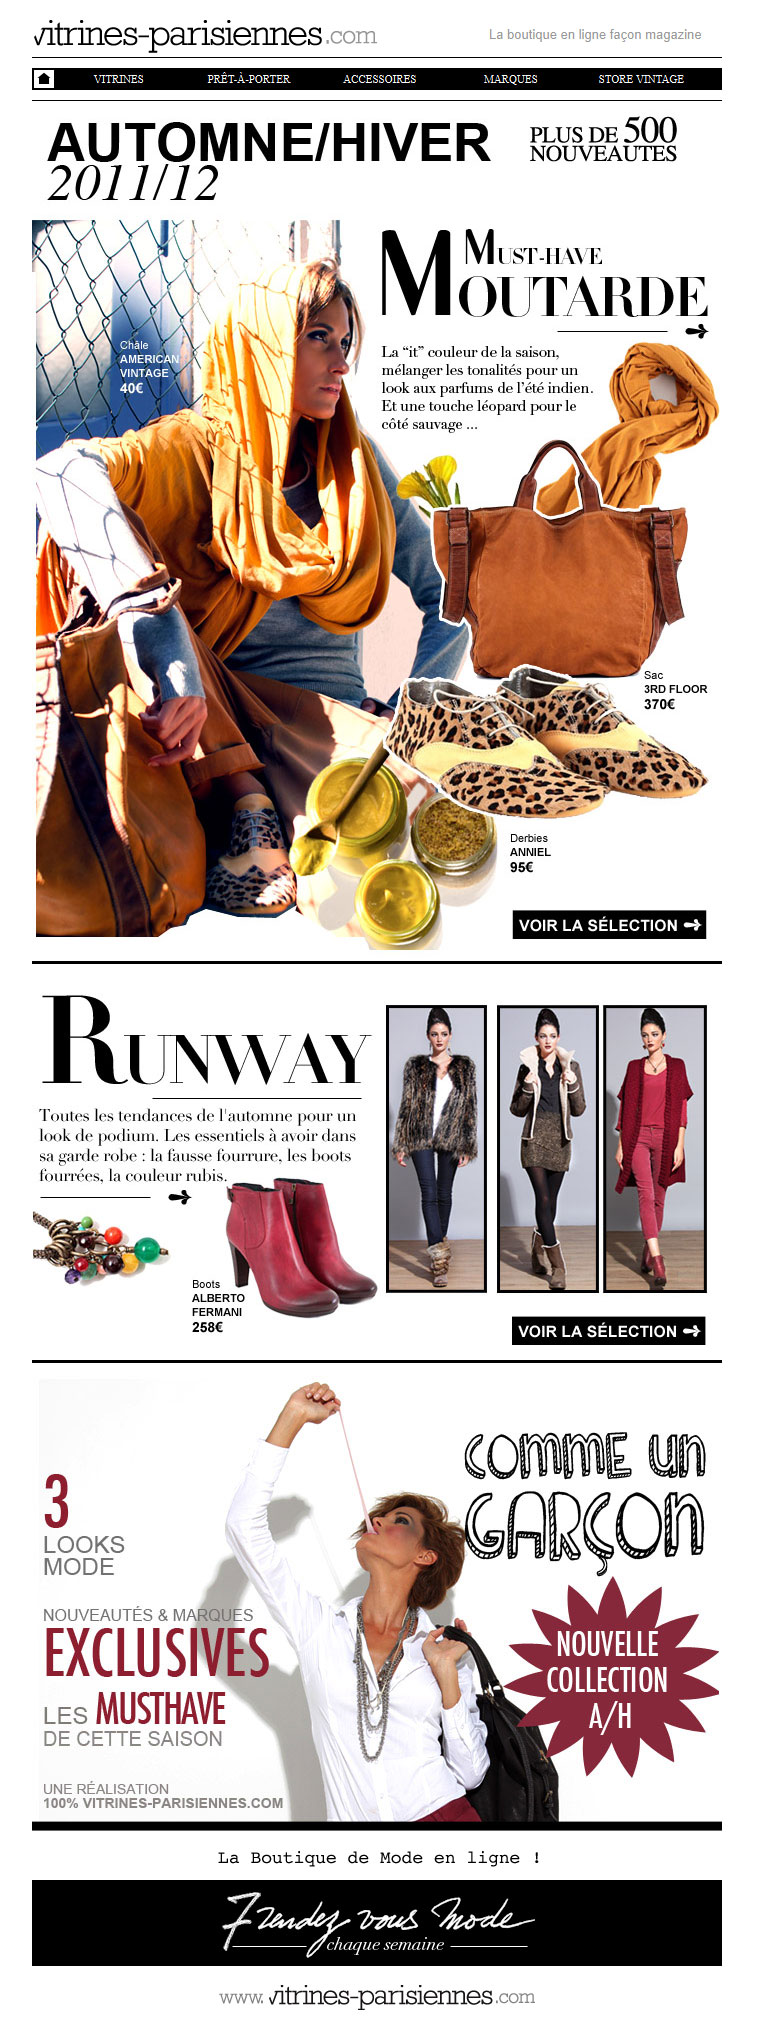 vitrines-parisiennes.com
La boutique en ligne façon magazine
VITRINES PRÊT-À-PORTER ACCESSOIRES MARQUES STORE VINTAGE
AUTOMNE/HIVER
2011/12
PLUS DE 500
NOUVEAUTES
MUST-HAVE
MOUTARDE
La “it” couleur de la saison,
mélanger les tonalités pour un
look aux parfums de l’été indien.
Et une touche léopard pour le
côté sauvage ...
Châle
AMERICAN
VINTAGE
40€
Sac
3RD FLOOR
370€
Derbies
ANNIEL
95€
VOIR LA SÉLECTION
RUNWAY
Toutes les tendances de l'automne pour un
look de podium. Les essentiels à avoir dans
sa garde robe : la fausse fourrure, les boots
fourrées, la couleur rubis.
Boots
ALBERTO
FERMANI
258€
VOIR LA SÉLECTION
COMME UN
GARÇON
3
LOOKS
MODE
NOUVEAUTÉS & MARQUES
EXCLUSIVES
LES MUSTHAVE
DE CETTE SAISON
UNE RÉALISATION
100% VITRINES-PARISIENNES.COM
NOUVELLE
COLLECTION
A/H
La Boutique de Mode en ligne !
7 rendez vous Mode
chaque semaine
www.vitrines-parisiennes.com